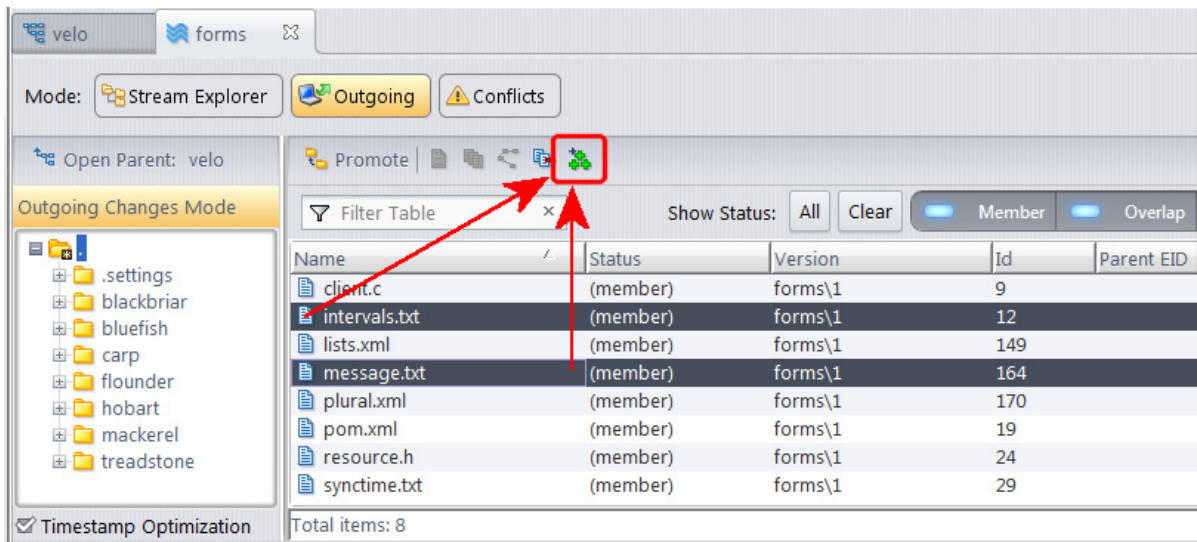 velo forms
Mode: Stream Explorer Outgoing Conflicts
Open Parent: velo Promote
Outgoing Changes Mode Filter Table Show Status: All Clear Member Overlap
Name Status Version Id Parent EID
.
.settings
blackbriar
bluefish
carp
flounder
hobart
mackerel
treadstone
client.c (member) forms\1 9
intervals.txt (member) forms\1 12
lists.xml (member) forms\1 149
message.txt (member) forms\1 164
plural.xml (member) forms\1 170
pom.xml (member) forms\1 19
resource.h (member) forms\1 24
synctime.txt (member) forms\1 29
Timestamp Optimization Total items: 8